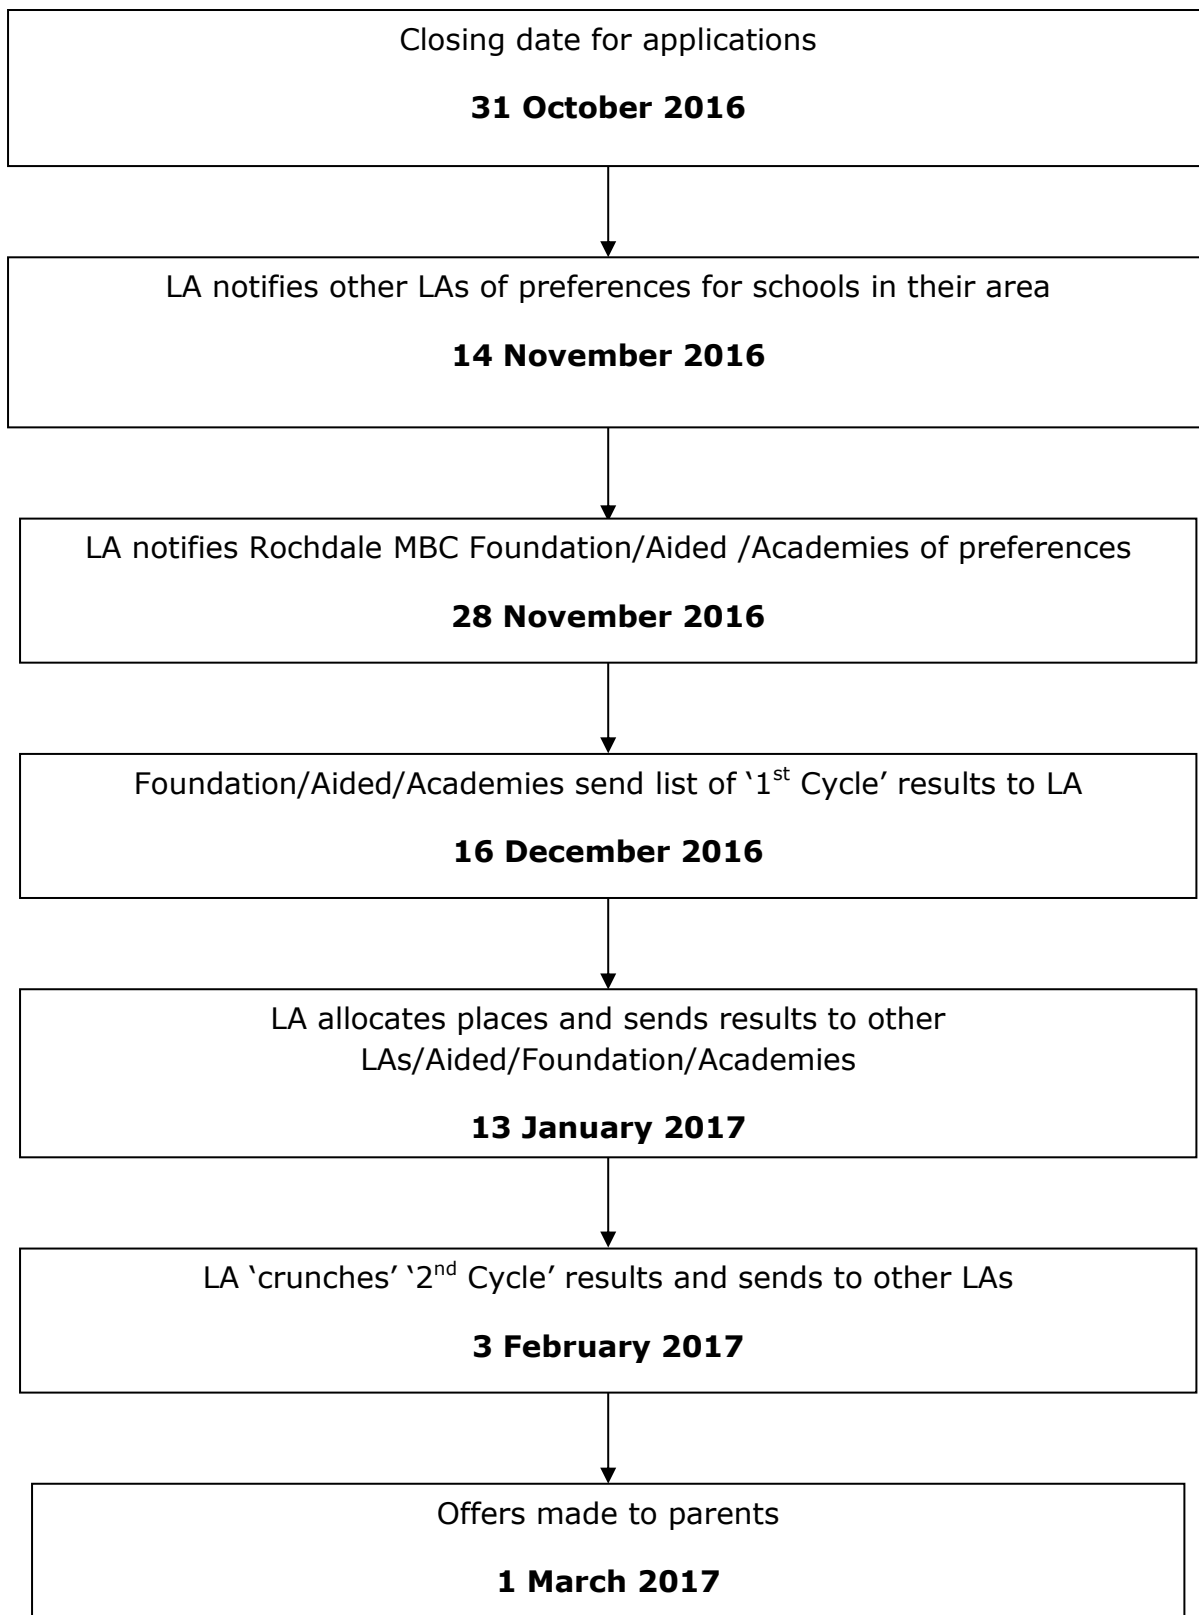 Closing date for applications
31 October 2016
LA notifies other LAs of preferences for schools in their area
14 November 2016
LA notifies Rochdale MBC Foundation/Aided /Academies of preferences
28 November 2016
Foundation/Aided/Academies send list of ‘1st Cycle’ results to LA
16 December 2016
LA allocates places and sends results to other
LAs/Aided/Foundation/Academies
13 January 2017
LA ‘crunches’ ‘2nd Cycle’ results and sends to other LAs
3 February 2017
Offers made to parents
1 March 2017